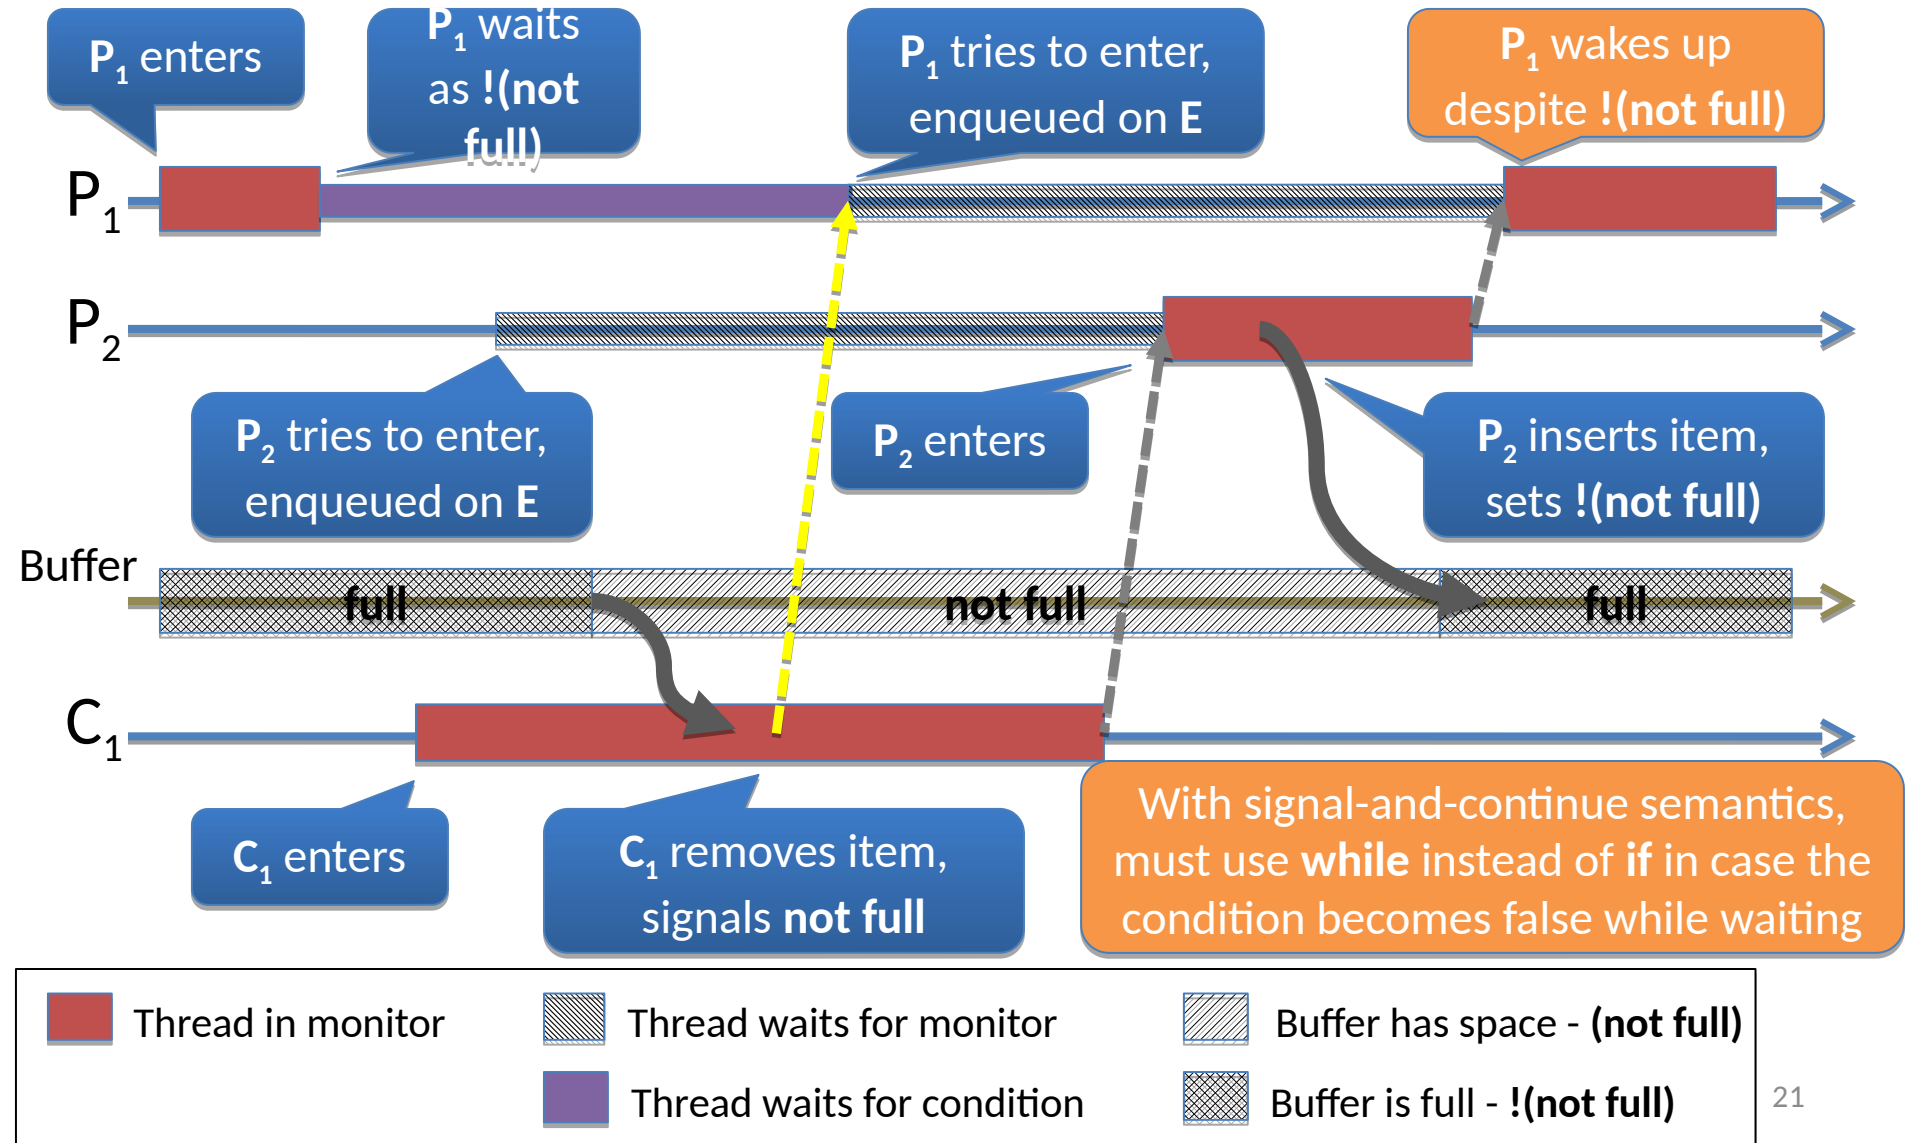 P1 enters
P1 waits
as !(not
full)
P1 tries to enter,
enqueued on E
P1 wakes up
despite !(not full)
P1
P2
P2 tries to enter,
enqueued on E
P2 enters
P2 inserts item,
sets !(not full)
Buffer
full
not full
full
C1
C1 enters
C1 removes item,
signals not full
With signal-and-continue semantics,
must use while instead of if in case the
condition becomes false while waiting
Thread in monitor
Thread waits for monitor
Buffer has space - (not full)
Thread waits for condition
Buffer is full - !(not full)
21